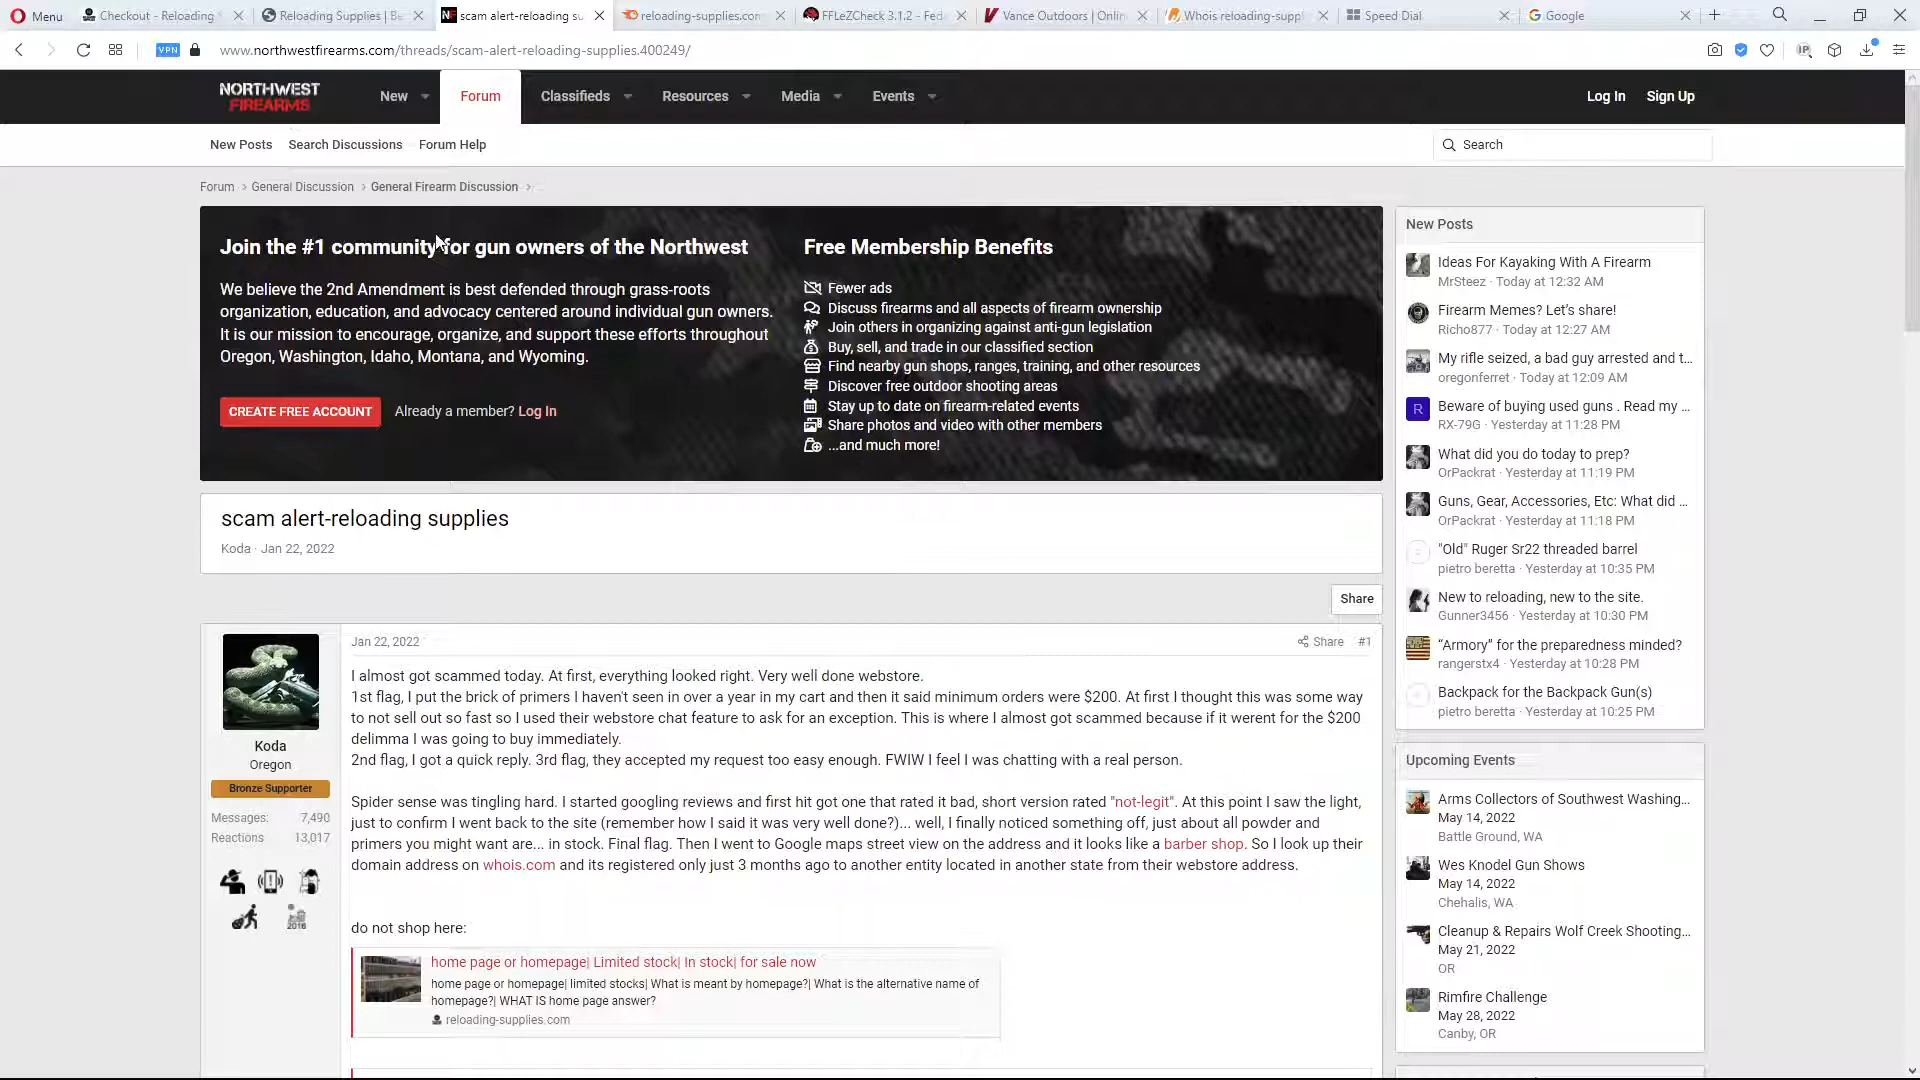 Menu
Checkout - Reloading
Reloading Supplies | Be
scam alert-reloading su
reloading-supplies.com
FFLeZCheck 3.1.2 - Fed
Vance Outdoors | Onlin
Whois reloading-suppl
Speed Dial
Google
VPN
www.northwestfirearms.com/threads/scam-alert-reloading-supplies.400249/
NORTHWEST
FIREARMS
New
Forum
Classifieds
Resources
Media
Events
Log In
Sign Up
New Posts
Search Discussions
Forum Help
Search
Forum > General Discussion > General Firearm Discussion >
Join the #1 community for gun owners of the Northwest
We believe the 2nd Amendment is best defended through grass-roots
organization, education, and advocacy centered around individual gun owners.
It is our mission to encourage, organize, and support these efforts throughout
Oregon, Washington, Idaho, Montana, and Wyoming.
CREATE FREE ACCOUNT
Already a member? Log In
Free Membership Benefits
Fewer ads
Discuss firearms and all aspects of firearm ownership
Join others in organizing against anti-gun legislation
Buy, sell, and trade in our classified section
Find nearby gun shops, ranges, training, and other resources
Discover free outdoor shooting areas
Stay up to date on firearm-related events
Share photos and video with other members
...and much more!
scam alert-reloading supplies
Koda · Jan 22, 2022
Share
Koda
Oregon
Bronze Supporter
Messages: 7,490
Reactions 13,017
2016
Jan 22, 2022
Share #1
I almost got scammed today. At first, everything looked right. Very well done webstore.
1st flag, I put the brick of primers I haven't seen in over a year in my cart and then it said minimum orders were $200. At first I thought this was some way
to not sell out so fast so I used their webstore chat feature to ask for an exception. This is where I almost got scammed because if it werent for the $200
delimma I was going to buy immediately.
2nd flag, I got a quick reply. 3rd flag, they accepted my request too easy enough. FWIW I feel I was chatting with a real person.
Spider sense was tingling hard. I started googling reviews and first hit got one that rated it bad, short version rated "not-legit". At this point I saw the light,
just to confirm I went back to the site (remember how I said it was very well done?)... well, I finally noticed something off, just about all powder and
primers you might want are... in stock. Final flag. Then I went to Google maps street view on the address and it looks like a barber shop. So I look up their
domain address on whois.com and its registered only just 3 months ago to another entity located in another state from their webstore address.
do not shop here:
home page or homepage| Limited stock| In stock| for sale now
home page or homepage| limited stocks| What is meant by homepage?| What is the alternative name of
homepage?| WHAT IS home page answer?
reloading-supplies.com
New Posts
Ideas For Kayaking With A Firearm
MrSteez · Today at 12:32 AM
Firearm Memes? Let's share!
Richo877 · Today at 12:27 AM
My rifle seized, a bad guy arrested and t...
oregonferret · Today at 12:09 AM
R
Beware of buying used guns . Read my ...
RX-79G · Yesterday at 11:28 PM
What did you do today to prep?
OrPackrat · Yesterday at 11:19 PM
Guns, Gear, Accessories, Etc: What did ...
OrPackrat · Yesterday at 11:18 PM
"Old" Ruger Sr22 threaded barrel
pietro beretta · Yesterday at 10:35 PM
New to reloading, new to the site.
Gunner3456 · Yesterday at 10:30 PM
“Armory” for the preparedness minded?
rangerstx4 · Yesterday at 10:28 PM
Backpack for the Backpack Gun(s)
pietro beretta · Yesterday at 10:25 PM
Upcoming Events
Arms Collectors of Southwest Washing...
May 14, 2022
Battle Ground, WA
Wes Knodel Gun Shows
May 14, 2022
Chehalis, WA
Cleanup & Repairs Wolf Creek Shooting...
May 21, 2022
OR
Rimfire Challenge
May 28, 2022
Canby, OR